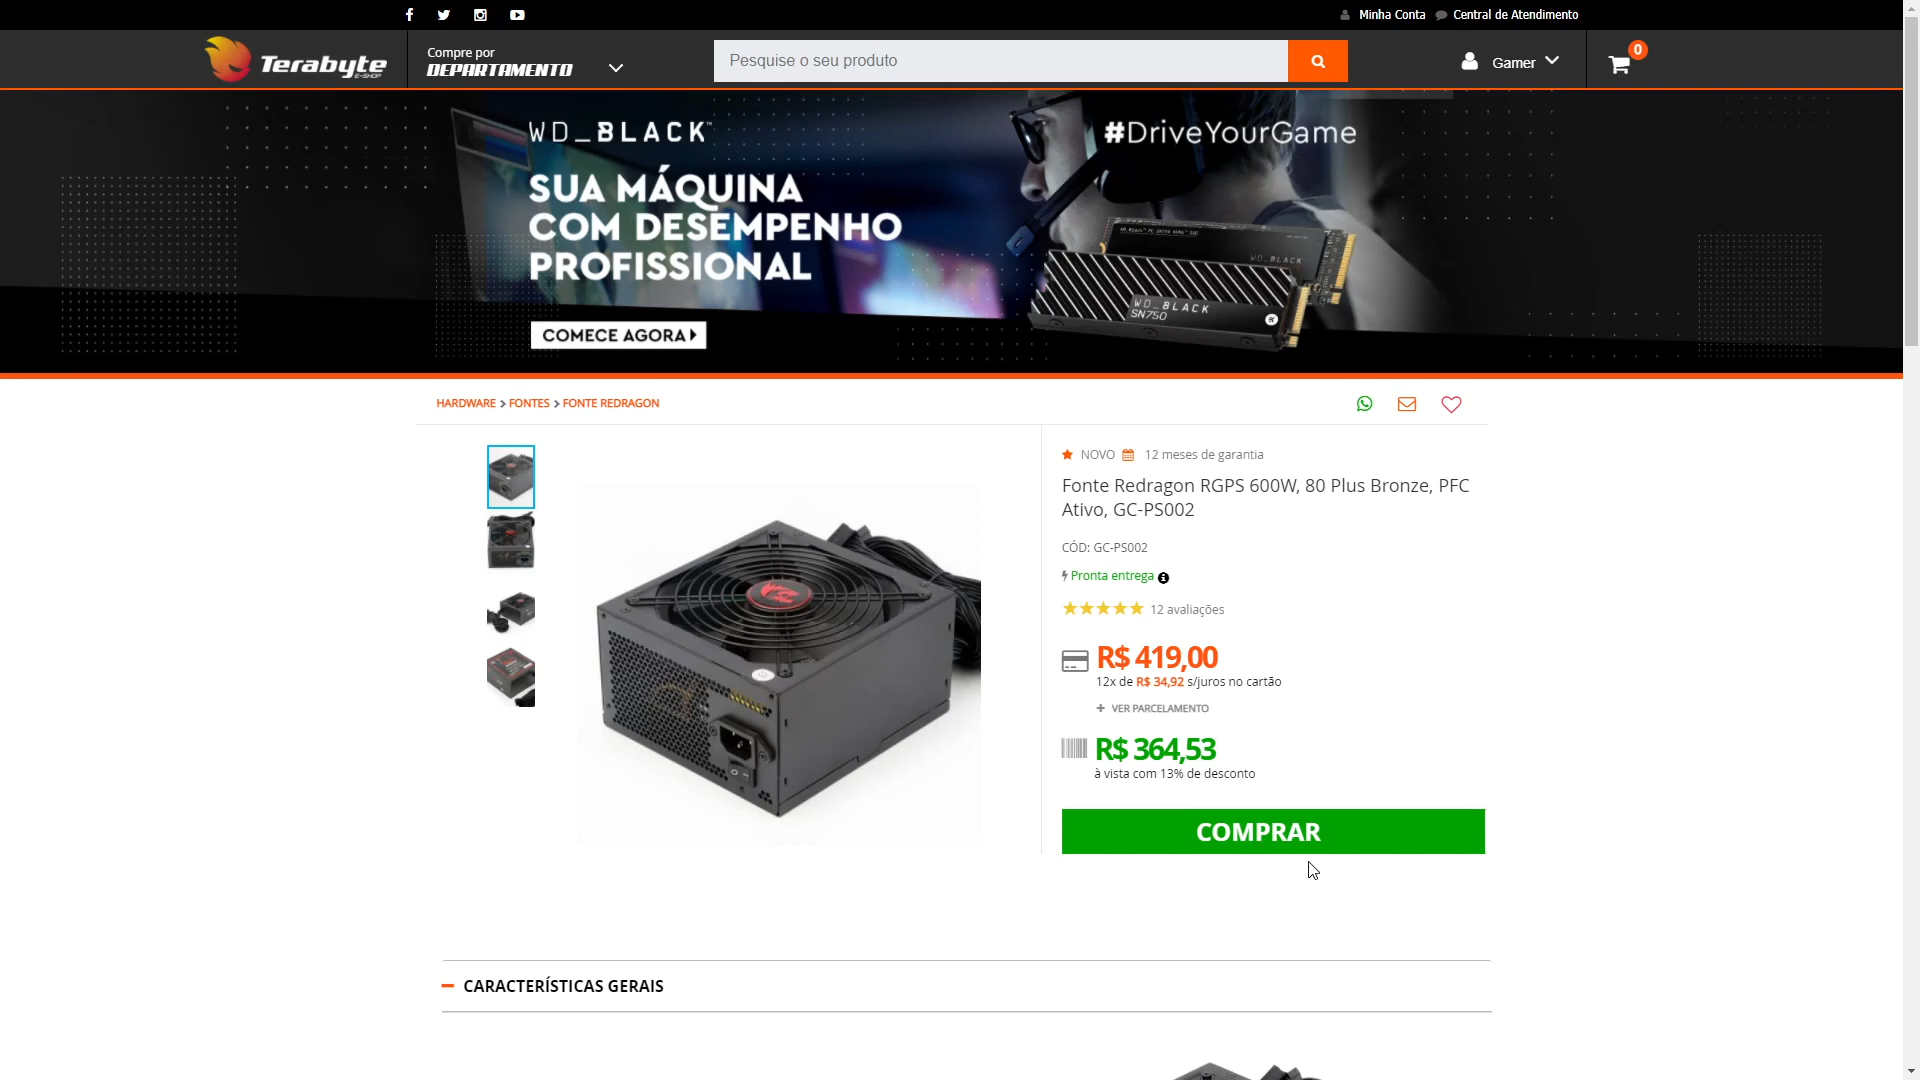 Minha Conta
Central de Atendimento
Terabyte
E-SHOP
Compre por
DEPARTAMENTO
Pesquise o seu produto
Gamer
0
WD_BLACK™
#DriveYourGame
SUA MÁQUINA
COM DESEMPENHO
PROFISSIONAL
WD_BLACK
WD_BLACK
SN750
COMECE AGORA
HARDWARE > FONTES > FONTE REDRAGON
NOVO
12 meses de garantia
Fonte Redragon RGPS 600W, 80 Plus Bronze, PFC
Ativo, GC-PS002
CÓD: GC-PS002
Pronta entrega
12 avaliações
R$ 419,00
12x de R$ 34,92 s/juros no cartão
+ VER PARCELAMENTO
R$ 364,53
à vista com 13% de desconto
COMPRAR
CARACTERÍSTICAS GERAIS